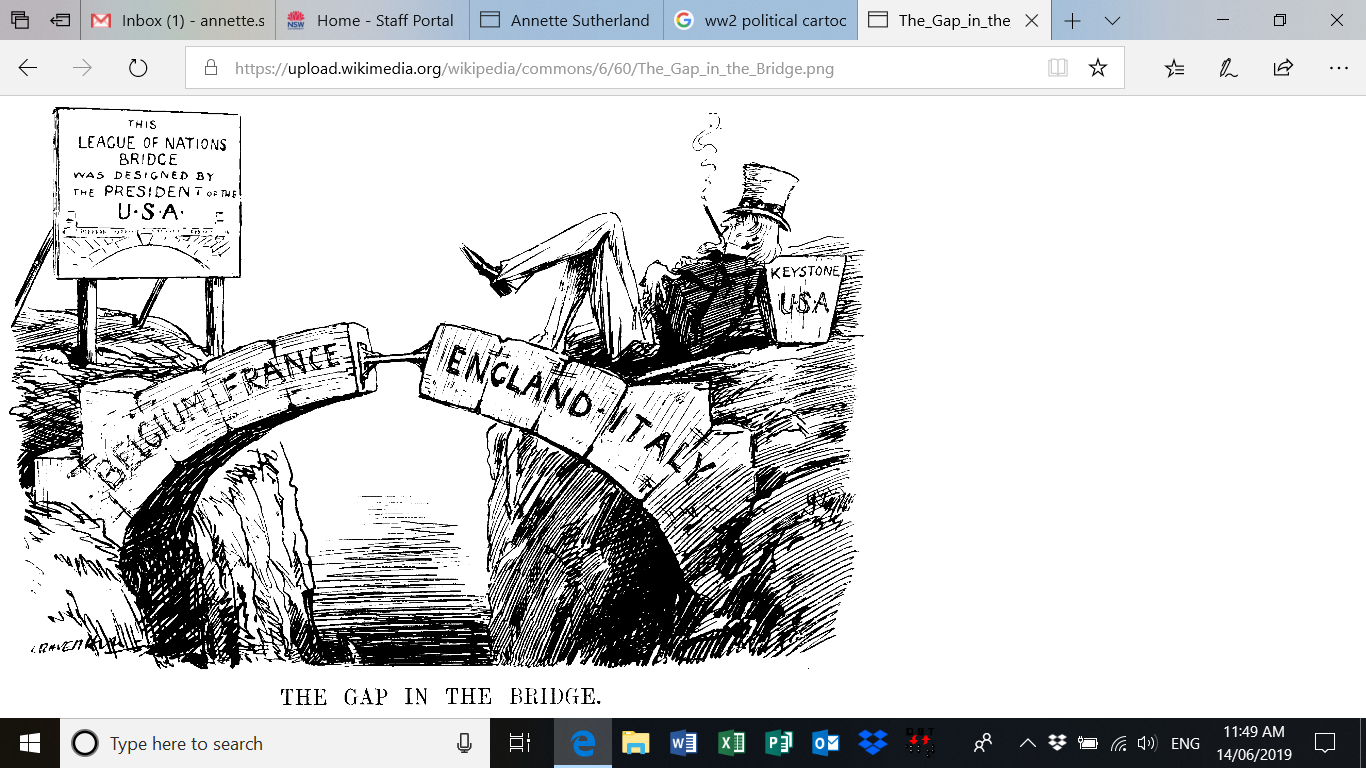 Inbox (1) - annette.s
NSW
Home - Staff Portal
Annette Sutherland
ww2 political cartoc
The_Gap_in_the
https://upload.wikimedia.org/wikipedia/commons/6/60/The_Gap_in_the_Bridge.png
THIS
LEAGUE OF NATIONS
BRIDGE
WAS DESIGNED BY
THE PRESIDENT OF THE
U.S.A.
KEYSTONE
U.S.A
BELGIUM
FRANCE
ENGLAND
ITALY
THE GAP IN THE BRIDGE.
Type here to search
ENG
11:49 AM
14/06/2019